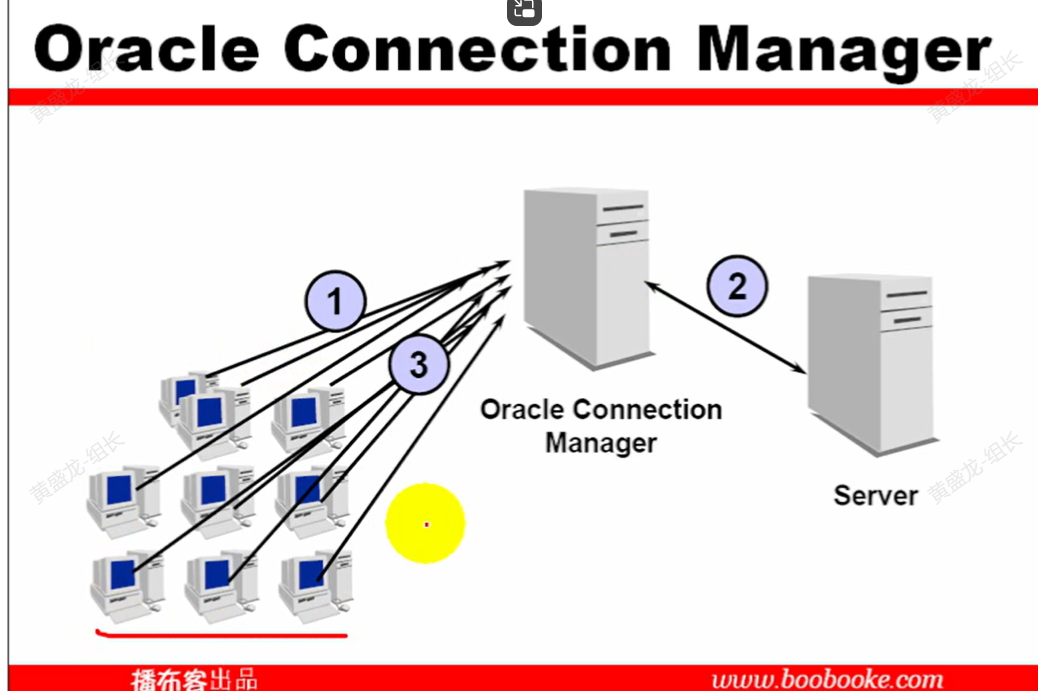 Oracle Connection Manager
黄盛龙-组长
黄盛龙-组长
1
2
3
Oracle Connection
Manager
Server
黄盛龙-组长
黄盛龙-组长
播布客出品
www.boobooke.com